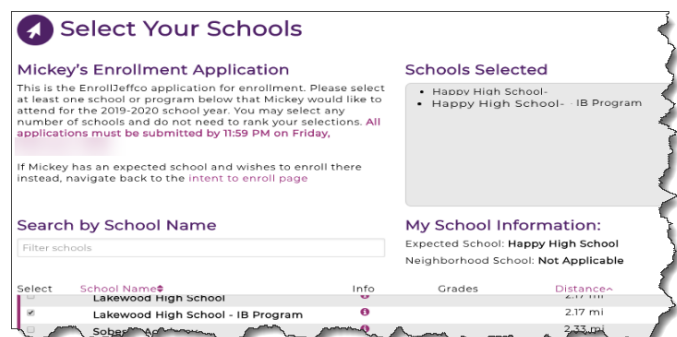 Select Your Schools
Mickey's Enrollment Application
This is the EnrollJeffco application for enrollment. Please select
at least one school or program below that Mickey would like to
attend for the 2019-2020 school year. You may select any
number of schools and do not need to rank your selections. All
applications must be submitted by 11:59 PM on Friday,
If Mickey has an expected school and wishes to enroll there
instead, navigate back to the intent to enroll page
Schools Selected
Happy High School-
Happy High School- IB Program
Search by School Name
Filter schools
My School Information:
Expected School: Happy High School
Neighborhood School: Not Applicable
Select School Name Info Grades Distance
Lakewood High School 2.17 mi
Lakewood High School - IB Program 2.17 mi
2.33 mi